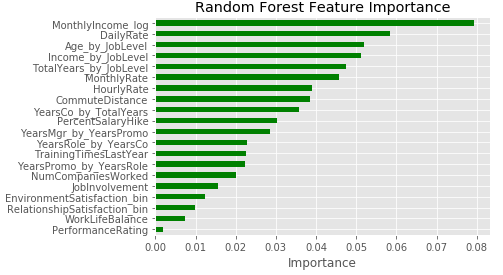 Random Forest Feature Importance
MonthlyIncome_log
DailyRate
Age_by_JobLevel
Income_by_JobLevel
TotalYears_by_JobLevel
MonthlyRate
HourlyRate
CommuteDistance
YearsCo_by_TotalYears
PercentSalaryHike
YearsMgr_by_YearsPromo
YearsRole_by_YearsCo
TrainingTimesLastYear
YearsPromo_by_YearsRole
NumCompaniesWorked
JobInvolvement
EnvironmentSatisfaction_bin
RelationshipSatisfaction_bin
WorkLifeBalance
PerformanceRating
0.00 0.01 0.02 0.03 0.04 0.05 0.06 0.07 0.08
Importance